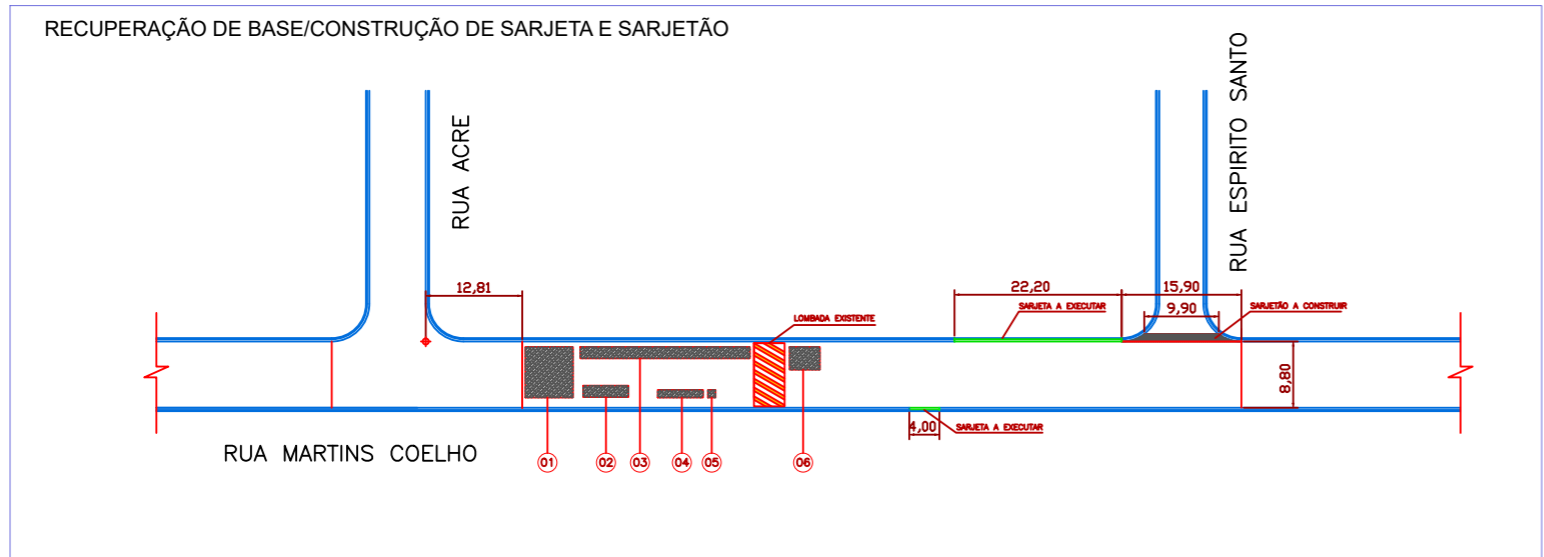 RECUPERAÇÃO DE BASE/CONSTRUÇÃO DE SARJETA E SARJETÃO
RUA ACRE
RUA ESPIRITO SANTO
12,81
22,20
15,90
SARJETA A EXECUTAR
9,90
SARJETÃO A CONSTRUIR
LOMBADA EXISTENTE
8,80
4,00
SARJETA A EXECUTAR
RUA MARTINS COELHO
01
02
03
04
05
06